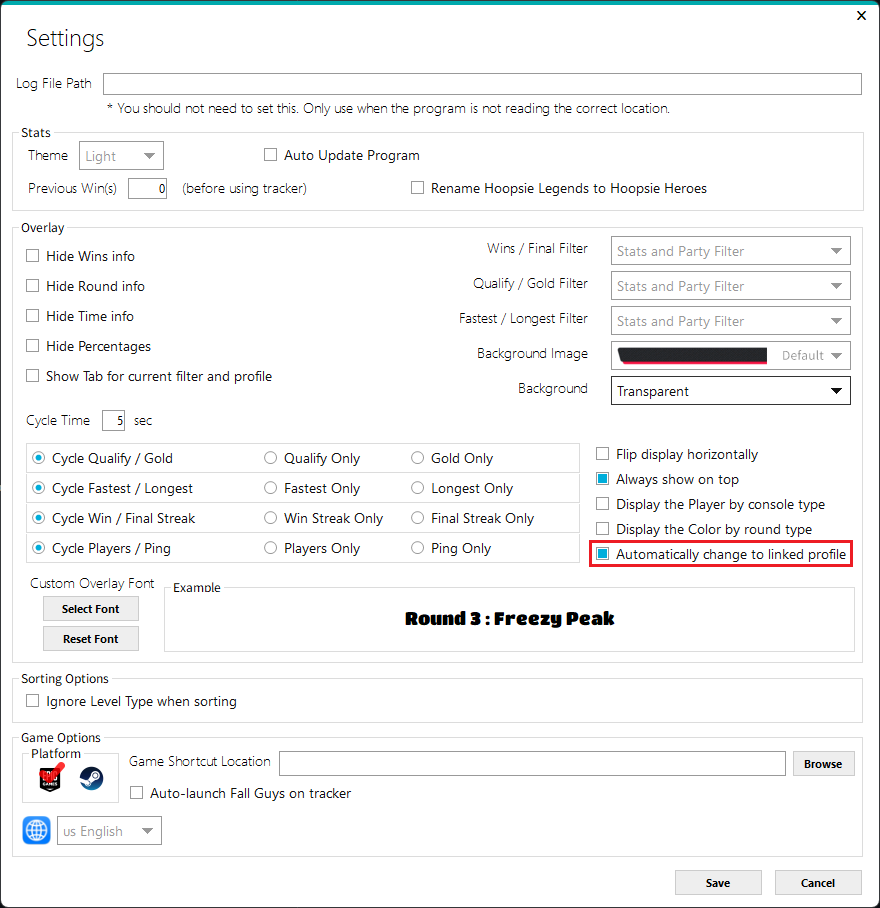 Settings
Log File Path
* You should not need to set this. Only use when the program is not reading the correct location.
Stats
Theme Light Auto Update Program
Previous Win(s) 0 (before using tracker) Rename Hoopsie Legends to Hoopsie Heroes
Overlay
Hide Wins info
Hide Round info
Hide Time info
Hide Percentages
Show Tab for current filter and profile
Wins / Final Filter Stats and Party Filter
Qualify / Gold Filter Stats and Party Filter
Fastest / Longest Filter Stats and Party Filter
Background Image Default
Background Transparent
Cycle Time 5 sec
Cycle Qualify / Gold Qualify Only Gold Only
Cycle Fastest / Longest Fastest Only Longest Only
Cycle Win / Final Streak Win Streak Only Final Streak Only
Cycle Players / Ping Players Only Ping Only
Flip display horizontally
Always show on top
Display the Player by console type
Display the Color by round type
Automatically change to linked profile
Custom Overlay Font
Select Font
Reset Font
Example
Round 3 : Freezy Peak
Sorting Options
Ignore Level Type when sorting
Game Options
Platform
GAMES
Game Shortcut Location Browse
Auto-launch Fall Guys on tracker
us English
Save Cancel